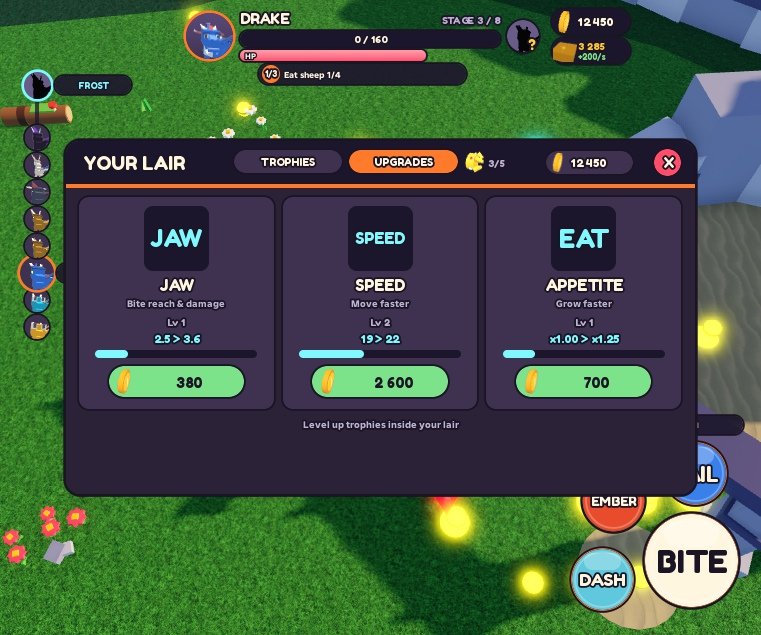 DRAKE
STAGE 3 / 8
0 / 160
HP
1/3 Eat sheep 1/4
?
12 450
3 285
+200/s
FROST
YOUR LAIR
TROPHIES
UPGRADES
3/5
12 450
X
JAW
JAW
Bite reach & damage
Lv 1
2.5 > 3.6
380
SPEED
SPEED
Move faster
Lv 2
19 > 22
2 600
EAT
APPETITE
Grow faster
Lv 1
x1.00 > x1.25
700
Level up trophies inside your lair
EMBER
BITE
DASH